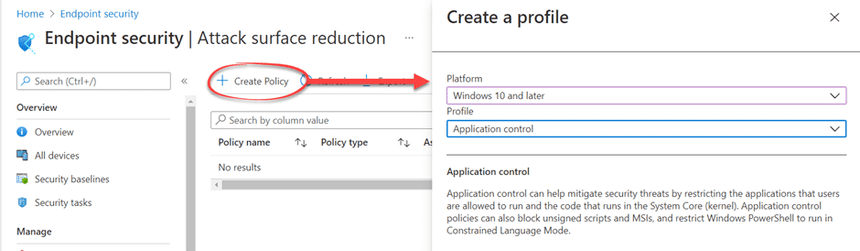 Home > Endpoint security
Endpoint security | Attack surface reduction ...
Search (Ctrl+/) «
Overview
Overview
All devices
Security baselines
Security tasks
Manage
+ Create Policy Refresh Export
Search by column value
Policy name ↑↓ Policy type ↑↓ As
No results
Create a profile
Platform
Windows 10 and later
Profile
Application control
Application control
Application control can help mitigate security threats by restricting the applications that users
are allowed to run and the code that runs in the System Core (kernel). Application control
policies can also block unsigned scripts and MSIs, and restrict Windows PowerShell to run in
Constrained Language Mode.